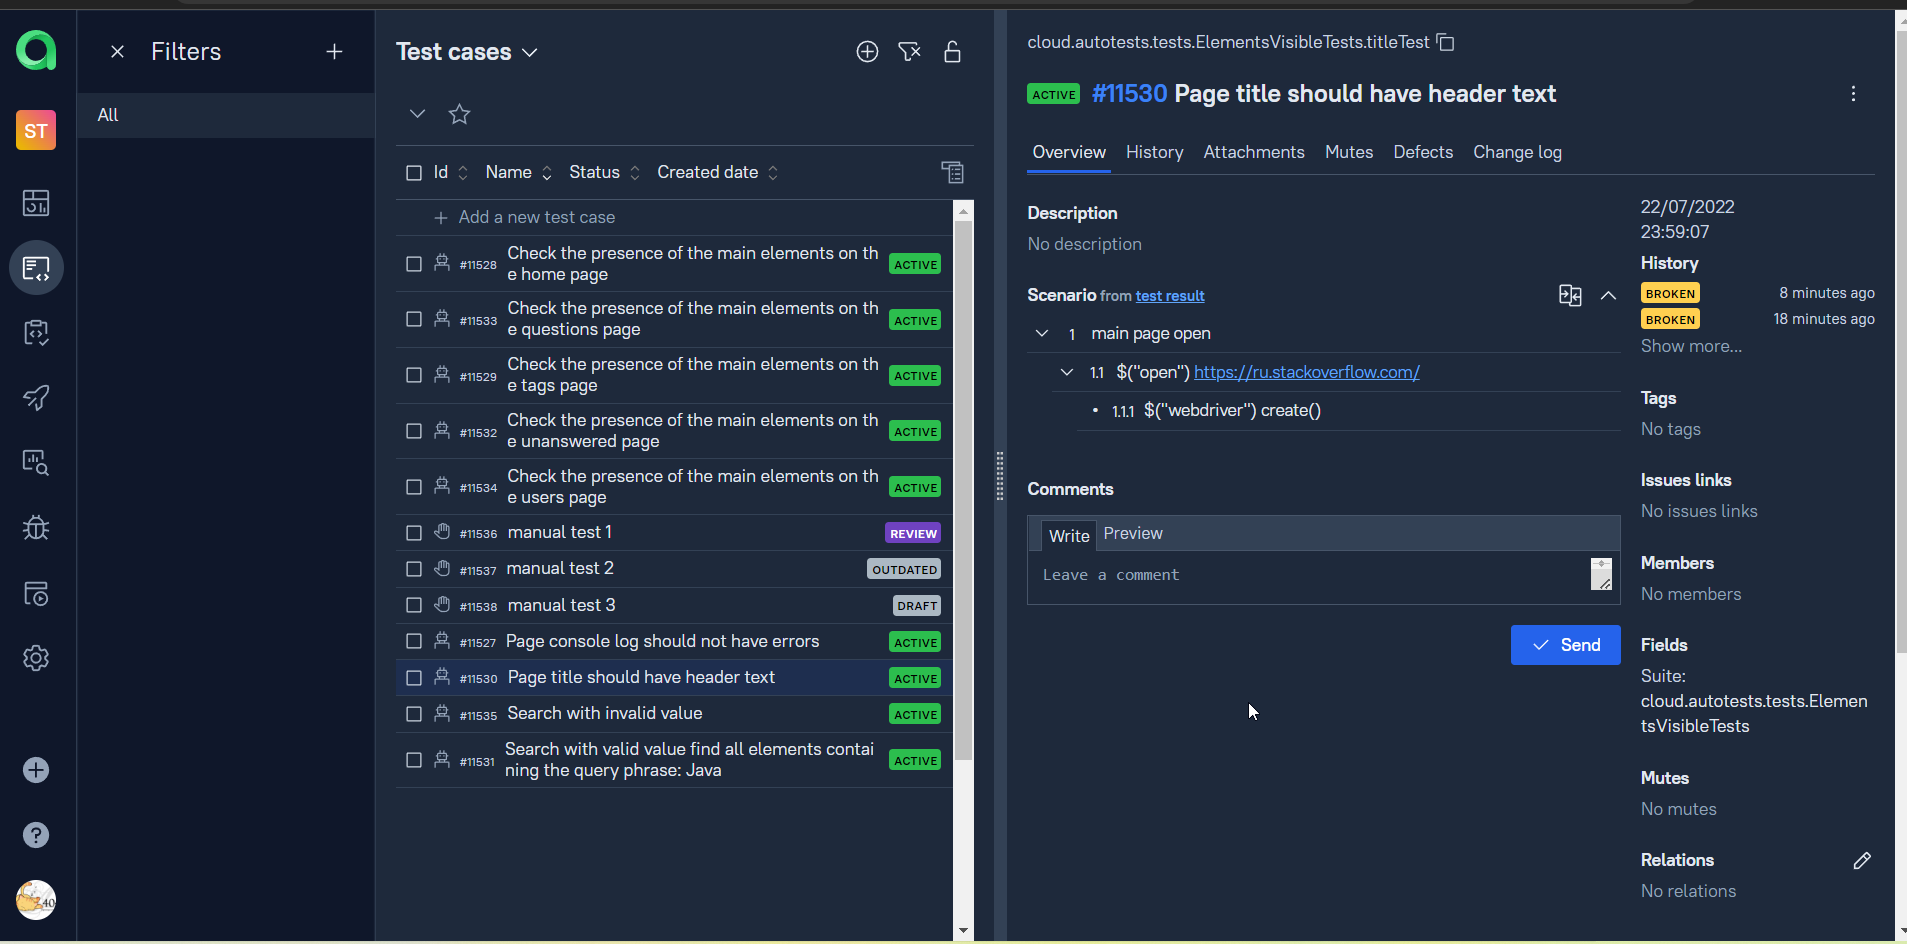 ST
Filters
All
Test cases
Id
Name
Status
Created date
Add a new test case
#11528
Check the presence of the main elements on th
e home page
ACTIVE
#11533
Check the presence of the main elements on th
e questions page
ACTIVE
#11529
Check the presence of the main elements on th
e tags page
ACTIVE
#11532
Check the presence of the main elements on th
e unanswered page
ACTIVE
#11534
Check the presence of the main elements on th
e users page
ACTIVE
#11536 manual test 1 REVIEW
#11537 manual test 2 OUTDATED
#11538 manual test 3 DRAFT
#11527 Page console log should not have errors ACTIVE
#11530 Page title should have header text ACTIVE
#11535 Search with invalid value ACTIVE
#11531
Search with valid value find all elements contai
ning the query phrase: Java
ACTIVE
40
cloud.autotests.tests.ElementsVisibleTests.titleTest
ACTIVE #11530 Page title should have header text
Overview History Attachments Mutes Defects Change log
Description
No description
Scenario from test result
1 main page open
1.1 $("open") https://ru.stackoverflow.com/
• 1.1.1 $("webdriver") create()
Comments
Write Preview
Leave a comment
Send
22/07/2022
23:59:07
History
BROKEN 8 minutes ago
BROKEN 18 minutes ago
Show more...
Tags
No tags
Issues links
No issues links
Members
No members
Fields
Suite:
cloud.autotests.tests.Elemen
tsVisibleTests
Mutes
No mutes
Relations
No relations